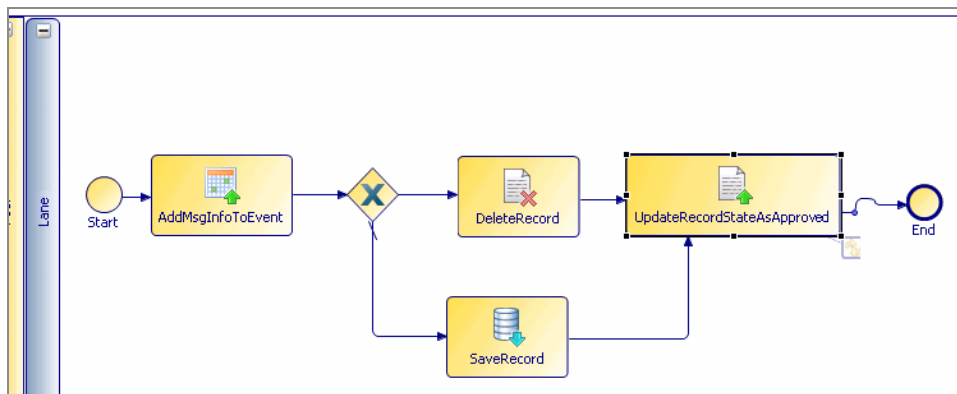 Lane
Start
AddMsgInfoToEvent
DeleteRecord
UpdateRecordStateAsApproved
End
SaveRecord